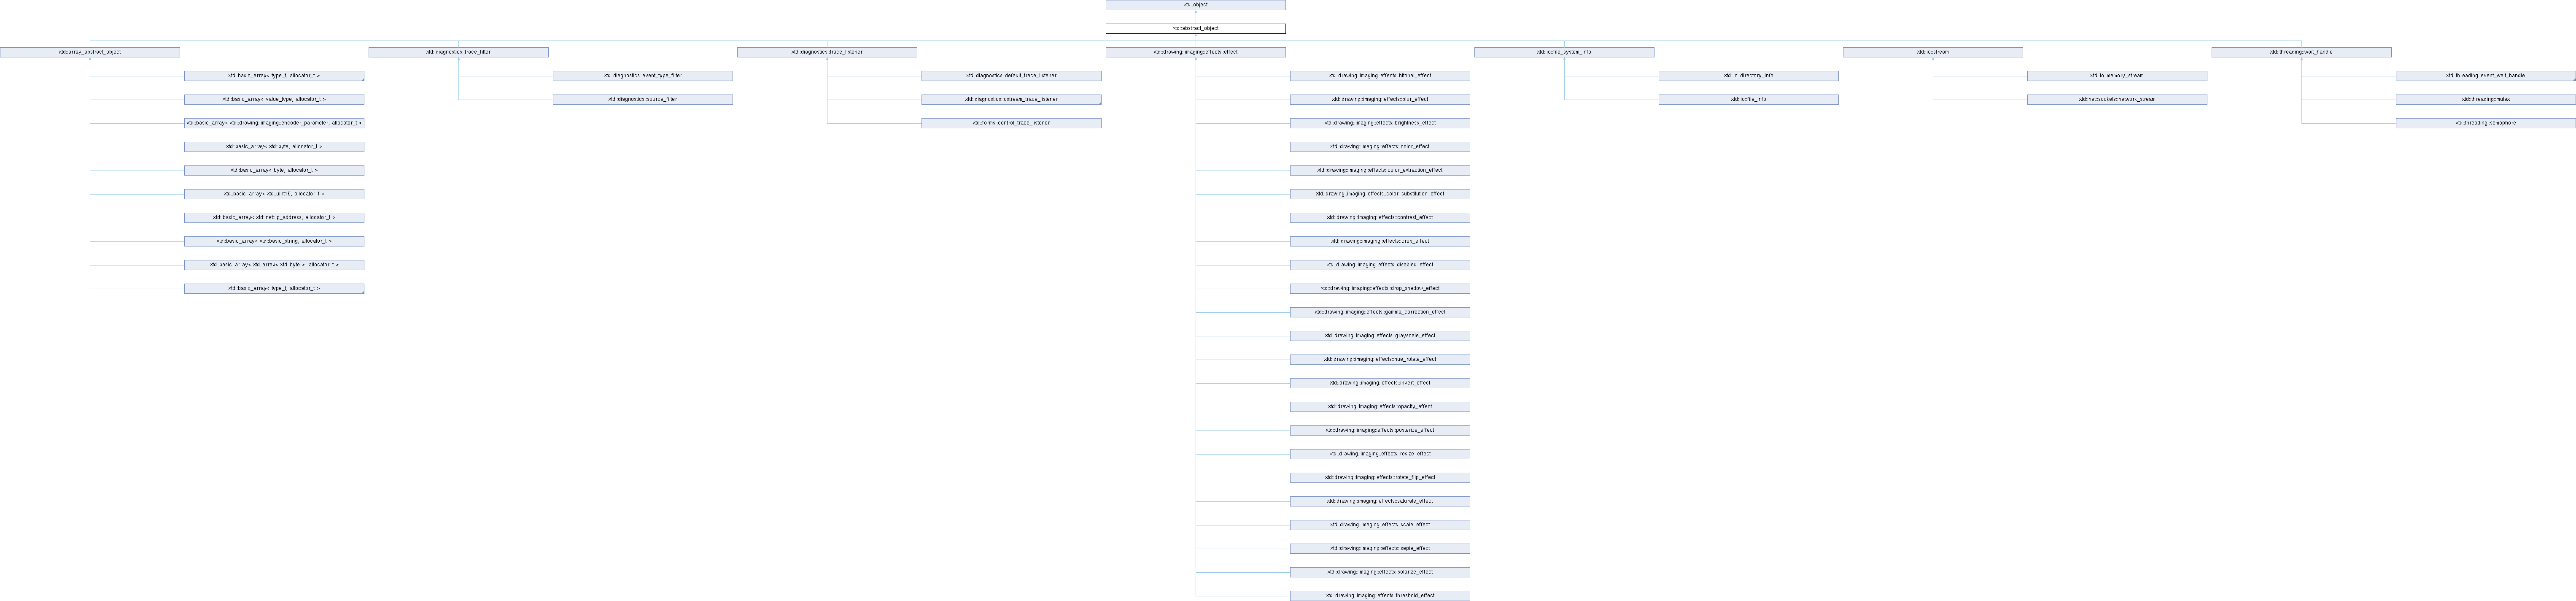 xtd::object
xtd::abstract_object
xtd::array_abstract_object
xtd::diagnostics::trace_filter
xtd::diagnostics::trace_listener
xtd::drawing::imaging::effects::effect
xtd::io::file_system_info
xtd::io::stream
xtd::threading::wait_handle
xtd::basic_array< type_t, allocator_t >
xtd::diagnostics::event_type_filter
xtd::diagnostics::default_trace_listener
xtd::drawing::imaging::effects::bitonal_effect
xtd::io::directory_info
xtd::io::memory_stream
xtd::threading::event_wait_handle
xtd::basic_array< value_type, allocator_t >
xtd::diagnostics::source_filter
xtd::diagnostics::ostream_trace_listener
xtd::drawing::imaging::effects::blur_effect
xtd::io::file_info
xtd::net::sockets::network_stream
xtd::threading::mutex
xtd::basic_array< xtd::drawing::imaging::encoder_parameter, allocator_t >
xtd::forms::control_trace_listener
xtd::drawing::imaging::effects::brightness_effect
xtd::threading::semaphore
xtd::basic_array< xtd::byte, allocator_t >
xtd::drawing::imaging::effects::color_effect
xtd::basic_array< byte, allocator_t >
xtd::drawing::imaging::effects::color_extraction_effect
xtd::basic_array< xtd::uint16, allocator_t >
xtd::drawing::imaging::effects::color_substitution_effect
xtd::basic_array< xtd::net::ip_address, allocator_t >
xtd::drawing::imaging::effects::contrast_effect
xtd::basic_array< xtd::basic_string, allocator_t >
xtd::drawing::imaging::effects::crop_effect
xtd::basic_array< xtd::array< xtd::byte >, allocator_t >
xtd::drawing::imaging::effects::disabled_effect
xtd::basic_array< type_t, allocator_t >
xtd::drawing::imaging::effects::drop_shadow_effect
xtd::drawing::imaging::effects::gamma_correction_effect
xtd::drawing::imaging::effects::grayscale_effect
xtd::drawing::imaging::effects::hue_rotate_effect
xtd::drawing::imaging::effects::invert_effect
xtd::drawing::imaging::effects::opacity_effect
xtd::drawing::imaging::effects::posterize_effect
xtd::drawing::imaging::effects::resize_effect
xtd::drawing::imaging::effects::rotate_flip_effect
xtd::drawing::imaging::effects::saturate_effect
xtd::drawing::imaging::effects::scale_effect
xtd::drawing::imaging::effects::sepia_effect
xtd::drawing::imaging::effects::solarize_effect
xtd::drawing::imaging::effects::threshold_effect